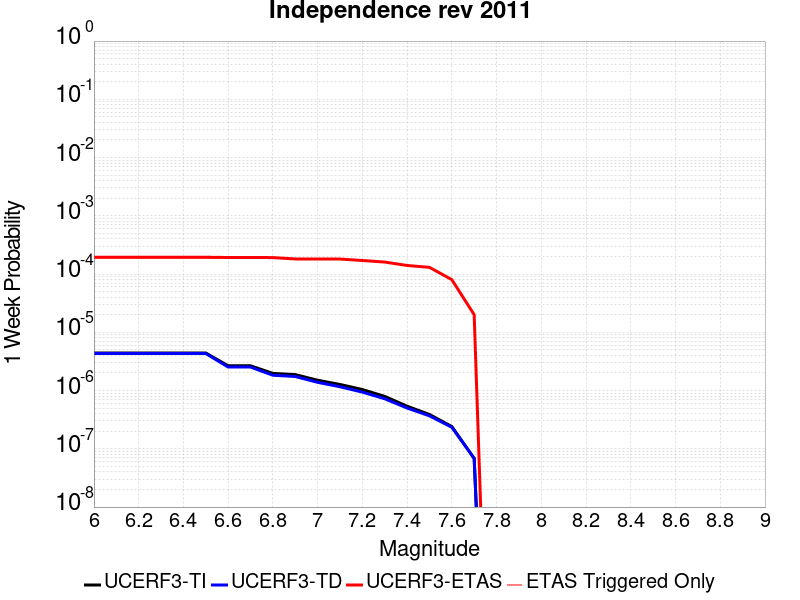 Independence rev 2011
10^0
10^-1
10^-2
10^-3
10^-4
10^-5
10^-6
10^-7
10^-8
1 Week Probability
6 6.2 6.4 6.6 6.8 7 7.2 7.4 7.6 7.8 8 8.2 8.4 8.6 8.8 9
Magnitude
UCERF3-TI UCERF3-TD UCERF3-ETAS ETAS Triggered Only